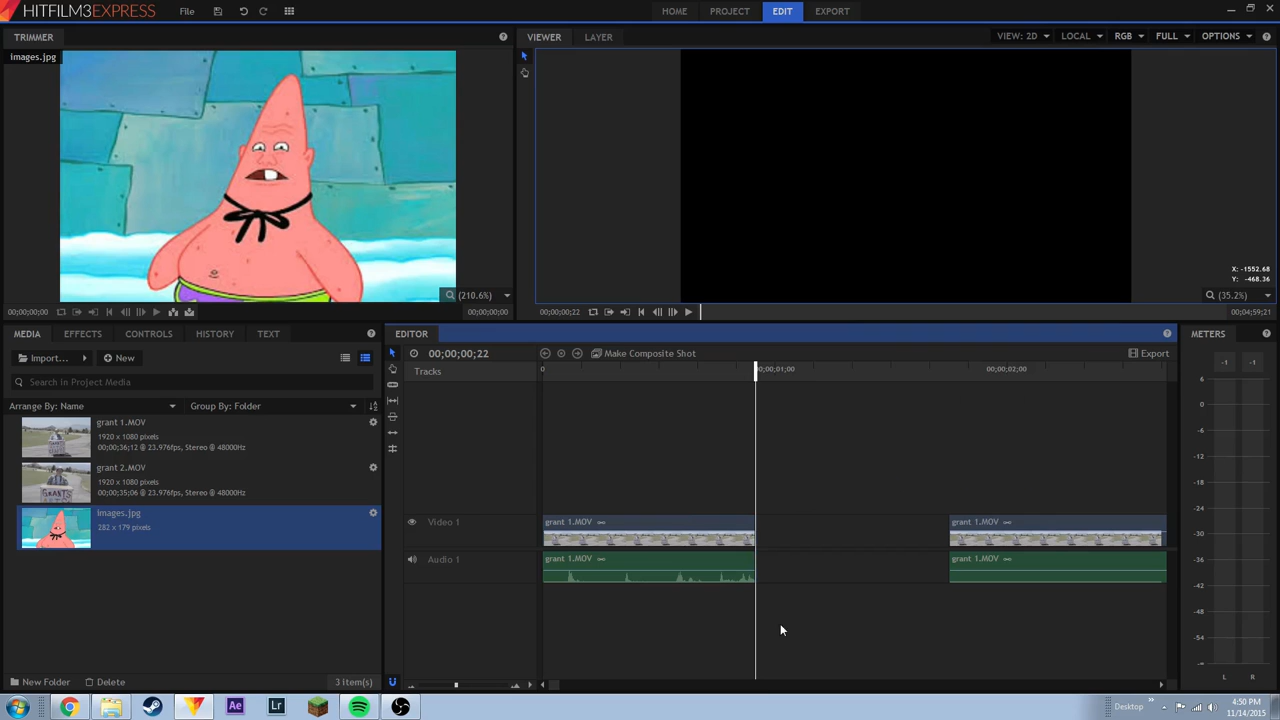 HITFILM3EXPRESS File HOME PROJECT EDIT EXPORT
TRIMMER
images.jpg
(210.6%)
00;00;00;00 00;00;00;00
VIEWER LAYER VIEW: 2D LOCAL RGB FULL OPTIONS
X: -1552.68
Y: -468.36
(35.2%)
00;00;00;22 00;04;59;21
MEDIA EFFECTS CONTROLS HISTORY TEXT
Import... New
Search in Project Media
Arrange By: Name Group By: Folder
grant 1.MOV
1920 x 1080 pixels
00;00;36;12 @ 23.976fps, Stereo @ 48000Hz
grant 2.MOV
1920 x 1080 pixels
00;00;35;06 @ 23.976fps, Stereo @ 48000Hz
images.jpg
282 x 179 pixels
New Folder Delete 3 item(s)
EDITOR
00;00;00;22 Make Composite Shot Export
Tracks 0 00;00;01;00 00;00;02;00
Video 1 grant 1.MOV grant 1.MOV
Audio 1 grant 1.MOV grant 1.MOV
METERS
-1 -1
6
0
-6
-12
-18
-24
-30
-36
-42
-48
-54
-∞
L R
Ae Lr Desktop 4:50 PM
11/14/2015